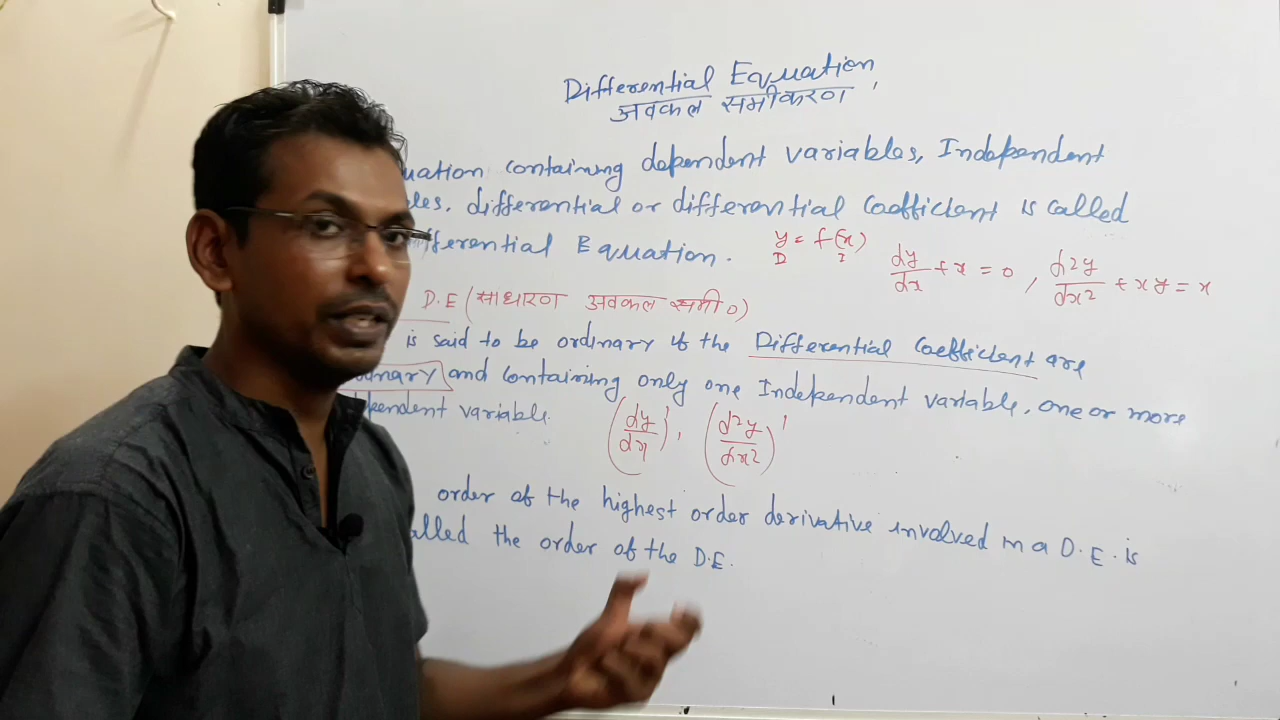 Differential Equation
अवकल समीकरण
uation containing dependent variables, Independent
les, differential or differential Coefficient is called
fferential Equation.
y = f(x)
D I
dy/dx + x = 0 , d2y/dx2 + xy = x
D.E (साधारण अवकल समी०)
is said to be ordinary if the Differential Coefficient are
dinary and containing only one Independent variable, one or more
pendent variable.
(dy/dx)', (d2y/dx2)'
order of the highest order derivative involved in a D.E. is
alled the order of the D.E.